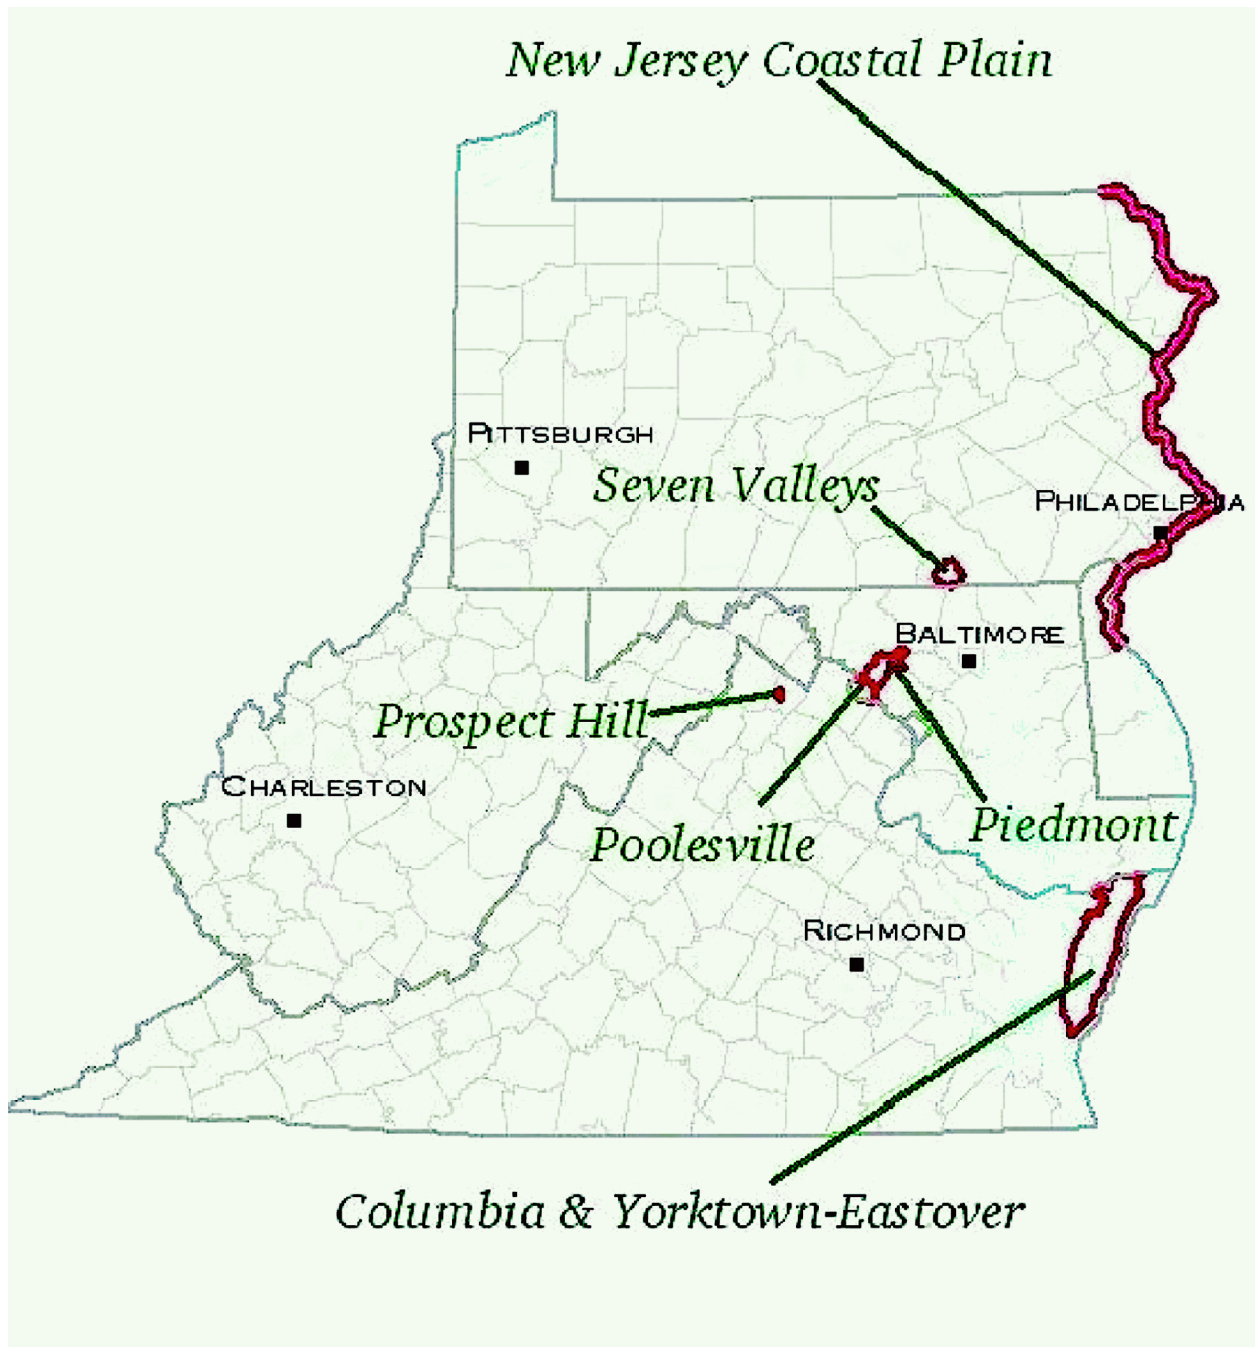 New Jersey Coastal Plain
PITTSBURGH
Seven Valleys
PHILADELPHIA
BALTIMORE
Prospect Hill
CHARLESTON
Poolesville
Piedmont
RICHMOND
Columbia & Yorktown-Eastover